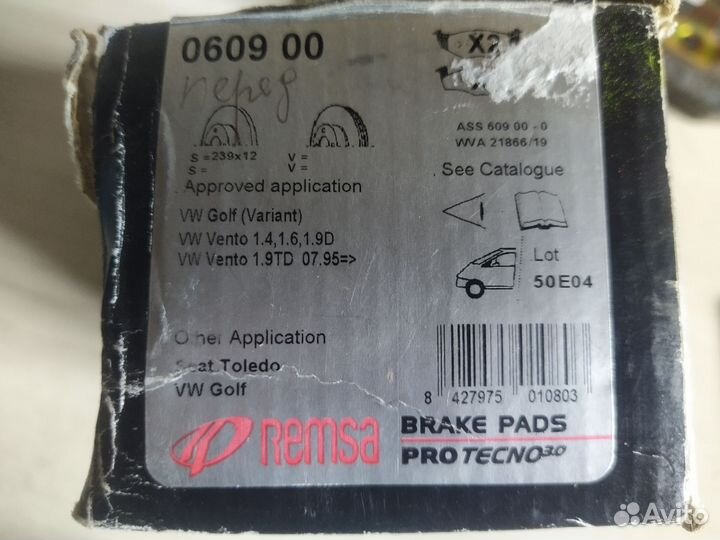 0609 00
X2
перед
S = 239x12
V =
S =
V =
ASS 609 00 - 0
WVA 21866/19
Approved application
See Catalogue
VW Golf (Variant)
VW Vento 1.4,1.6,1.9D
VW Vento 1.9TD 07.95=>
Lot
50E04
Other Application
Seat Toledo
VW Golf
8 427975 010803
Remsa
BRAKE PADS
PROTECNO3.0
Avito